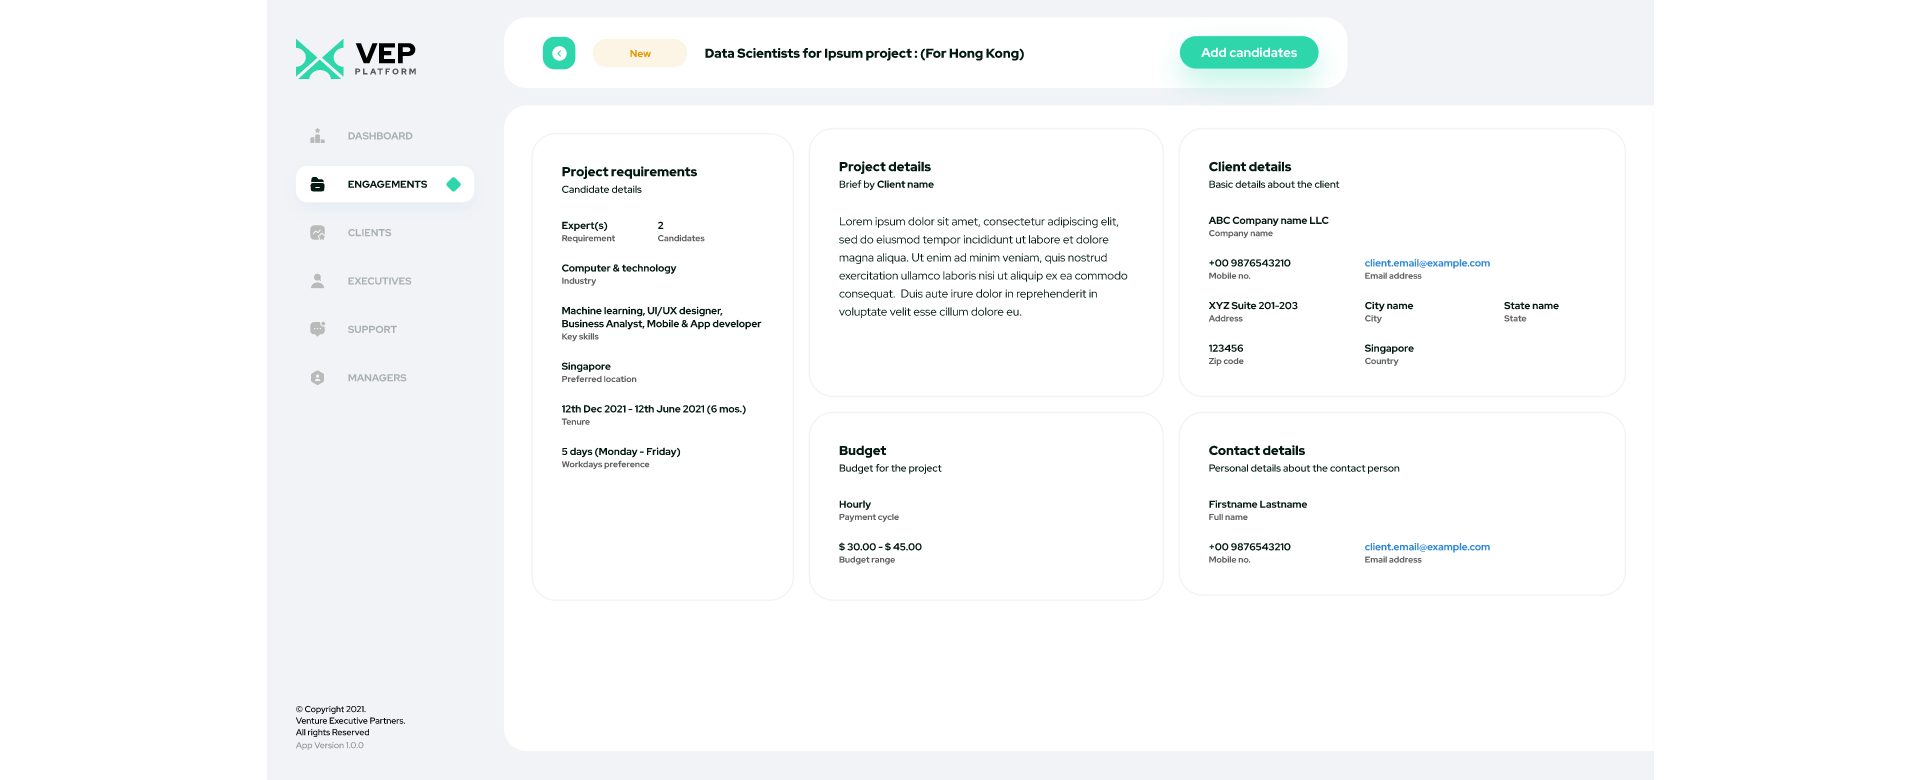 VEP
PLATFORM
DASHBOARD
ENGAGEMENTS
CLIENTS
EXECUTIVES
SUPPORT
MANAGERS
© Copyright 2021.
Venture Executive Partners.
All rights Reserved
App Version 1.0.0
New
Data Scientists for Ipsum project : (For Hong Kong)
Add candidates
Project requirements
Candidate details
Expert(s) 2
Requirement Candidates
Computer & technology
Industry
Machine learning, UI/UX designer,
Business Analyst, Mobile & App developer
Key skills
Singapore
Preferred location
12th Dec 2021 - 12th June 2021 (6 mos.)
Tenure
5 days (Monday - Friday)
Workdays preference
Project details
Brief by Client name
Lorem ipsum dolor sit amet, consectetur adipiscing elit,
sed do eiusmod tempor incididunt ut labore et dolore
magna aliqua. Ut enim ad minim veniam, quis nostrud
exercitation ullamco laboris nisi ut aliquip ex ea commodo
consequat. Duis aute irure dolor in reprehenderit in
voluptate velit esse cillum dolore eu.
Budget
Budget for the project
Hourly
Payment cycle
$ 30.00 - $ 45.00
Budget range
Client details
Basic details about the client
ABC Company name LLC
Company name
+00 9876543210 client.email@example.com
Mobile no. Email address
XYZ Suite 201-203 City name State name
Address City State
123456 Singapore
Zip code Country
Contact details
Personal details about the contact person
Firstname Lastname
Full name
+00 9876543210 client.email@example.com
Mobile no. Email address